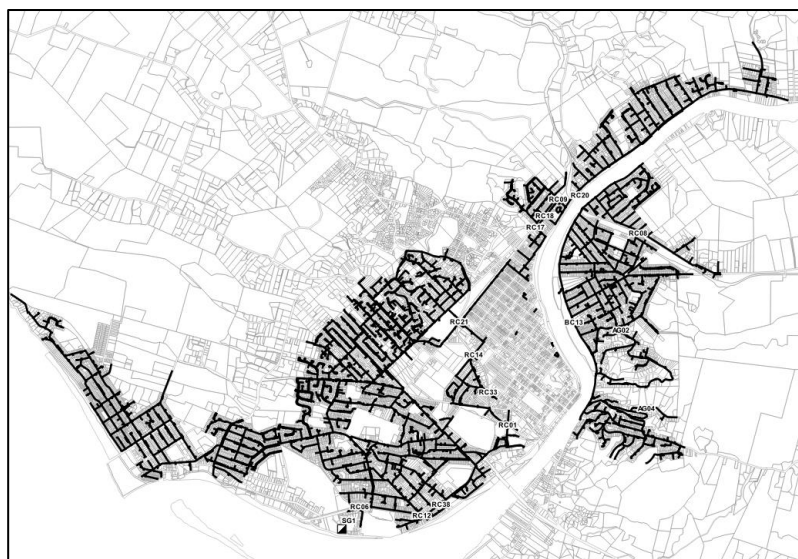 RC20
RC09
RC18
RC17
RC08
RC21
BC13
AG02
RC14
RC33
AG04
RC01
RC06
RC38
RC12
SG1